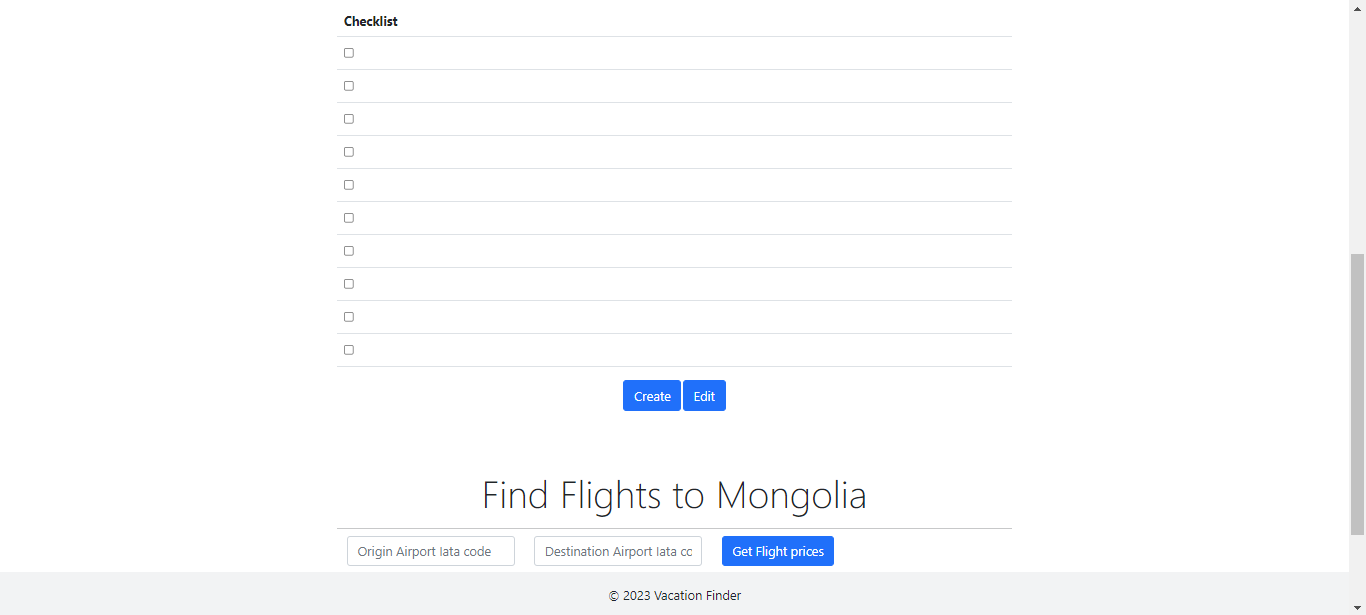 Checklist
Create Edit
Find Flights to Mongolia
Origin Airport Iata code Destination Airport Iata cc Get Flight prices
© 2023 Vacation Finder